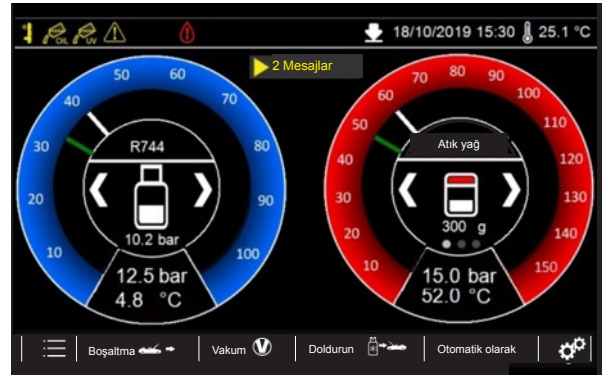 OIL UV 18/10/2019 15:30 25.1 °C
2 Mesajlar
10 20 30 40 50 60 70 80 90 100
R744
10.2 bar
12.5 bar
4.8 °C
10 20 30 40 50 60 70 80 90 100 110 120 130 140 150
Atık yağ
300 g
15.0 bar
52.0 °C
Boşaltma Vakum V Doldurun Otomatik olarak